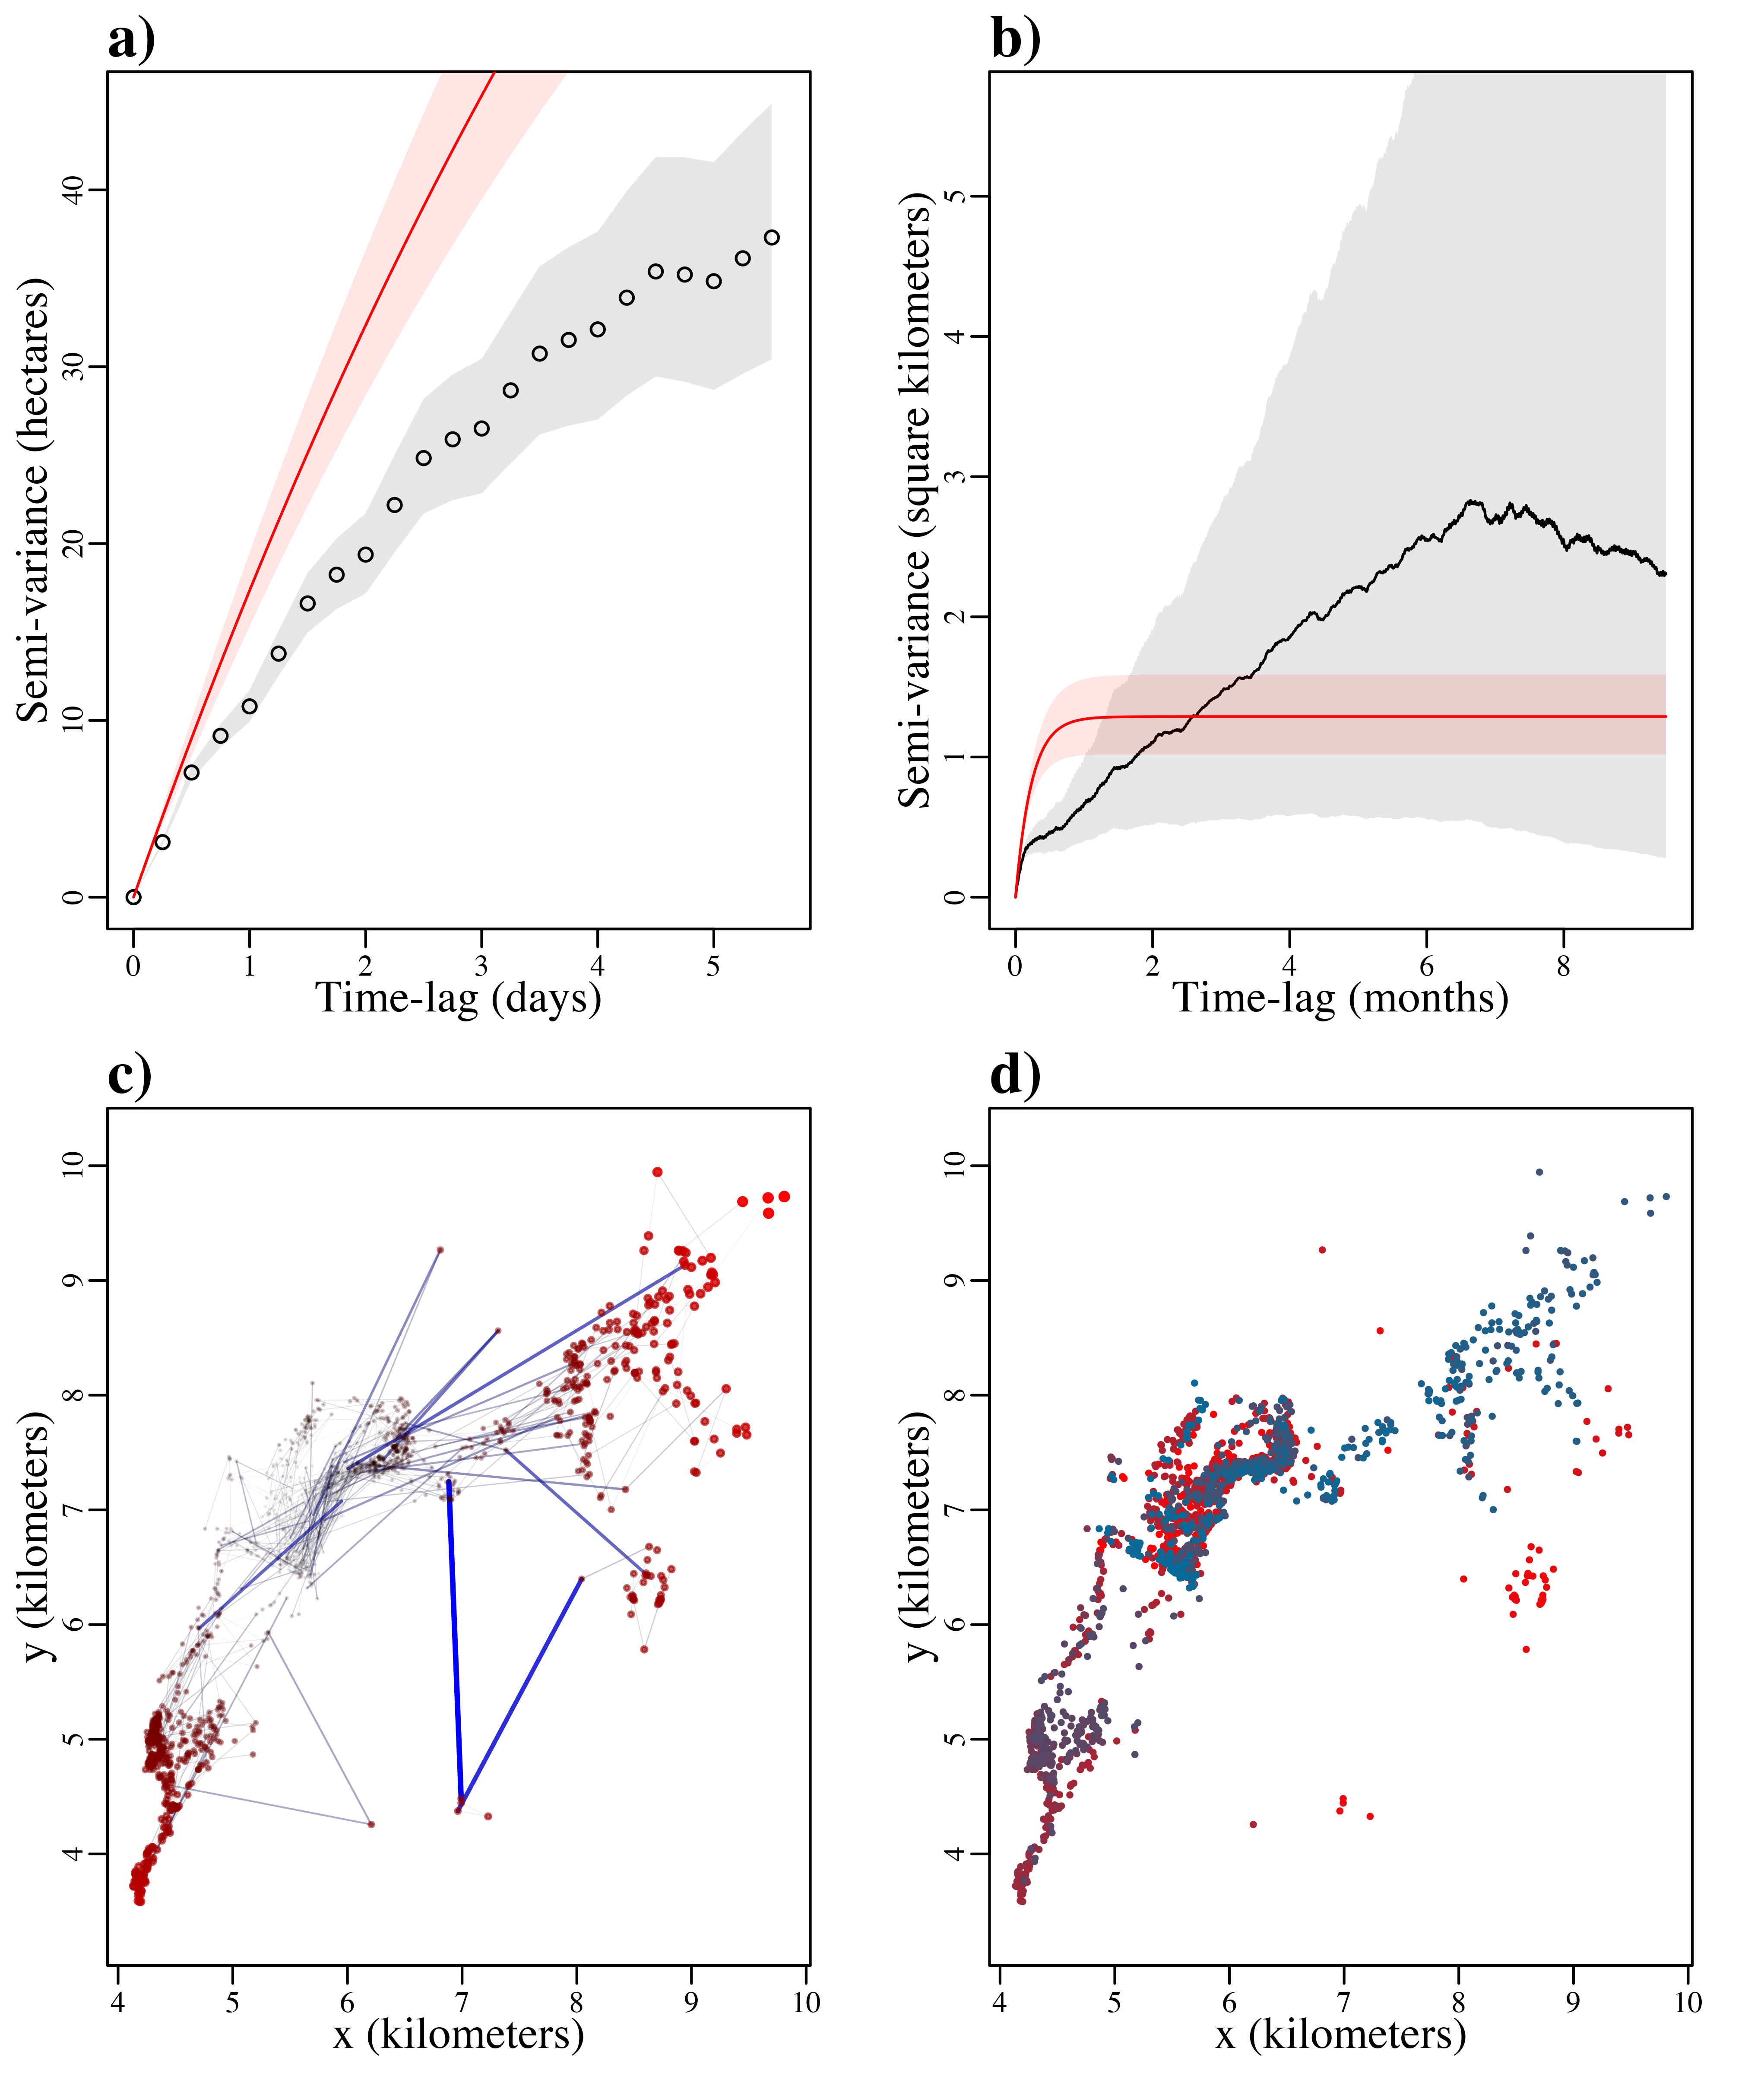 a)
Semi-variance (hectares)
40
30
20
10
0
0 1 2 3 4 5
Time-lag (days)
b)
Semi-variance (square kilometers)
5
4
3
2
1
0
0 2 4 6 8
Time-lag (months)
c)
y (kilometers)
10
9
8
7
6
5
4
4 5 6 7 8 9 10
x (kilometers)
d)
y (kilometers)
10
9
8
7
6
5
4
4 5 6 7 8 9 10
x (kilometers)